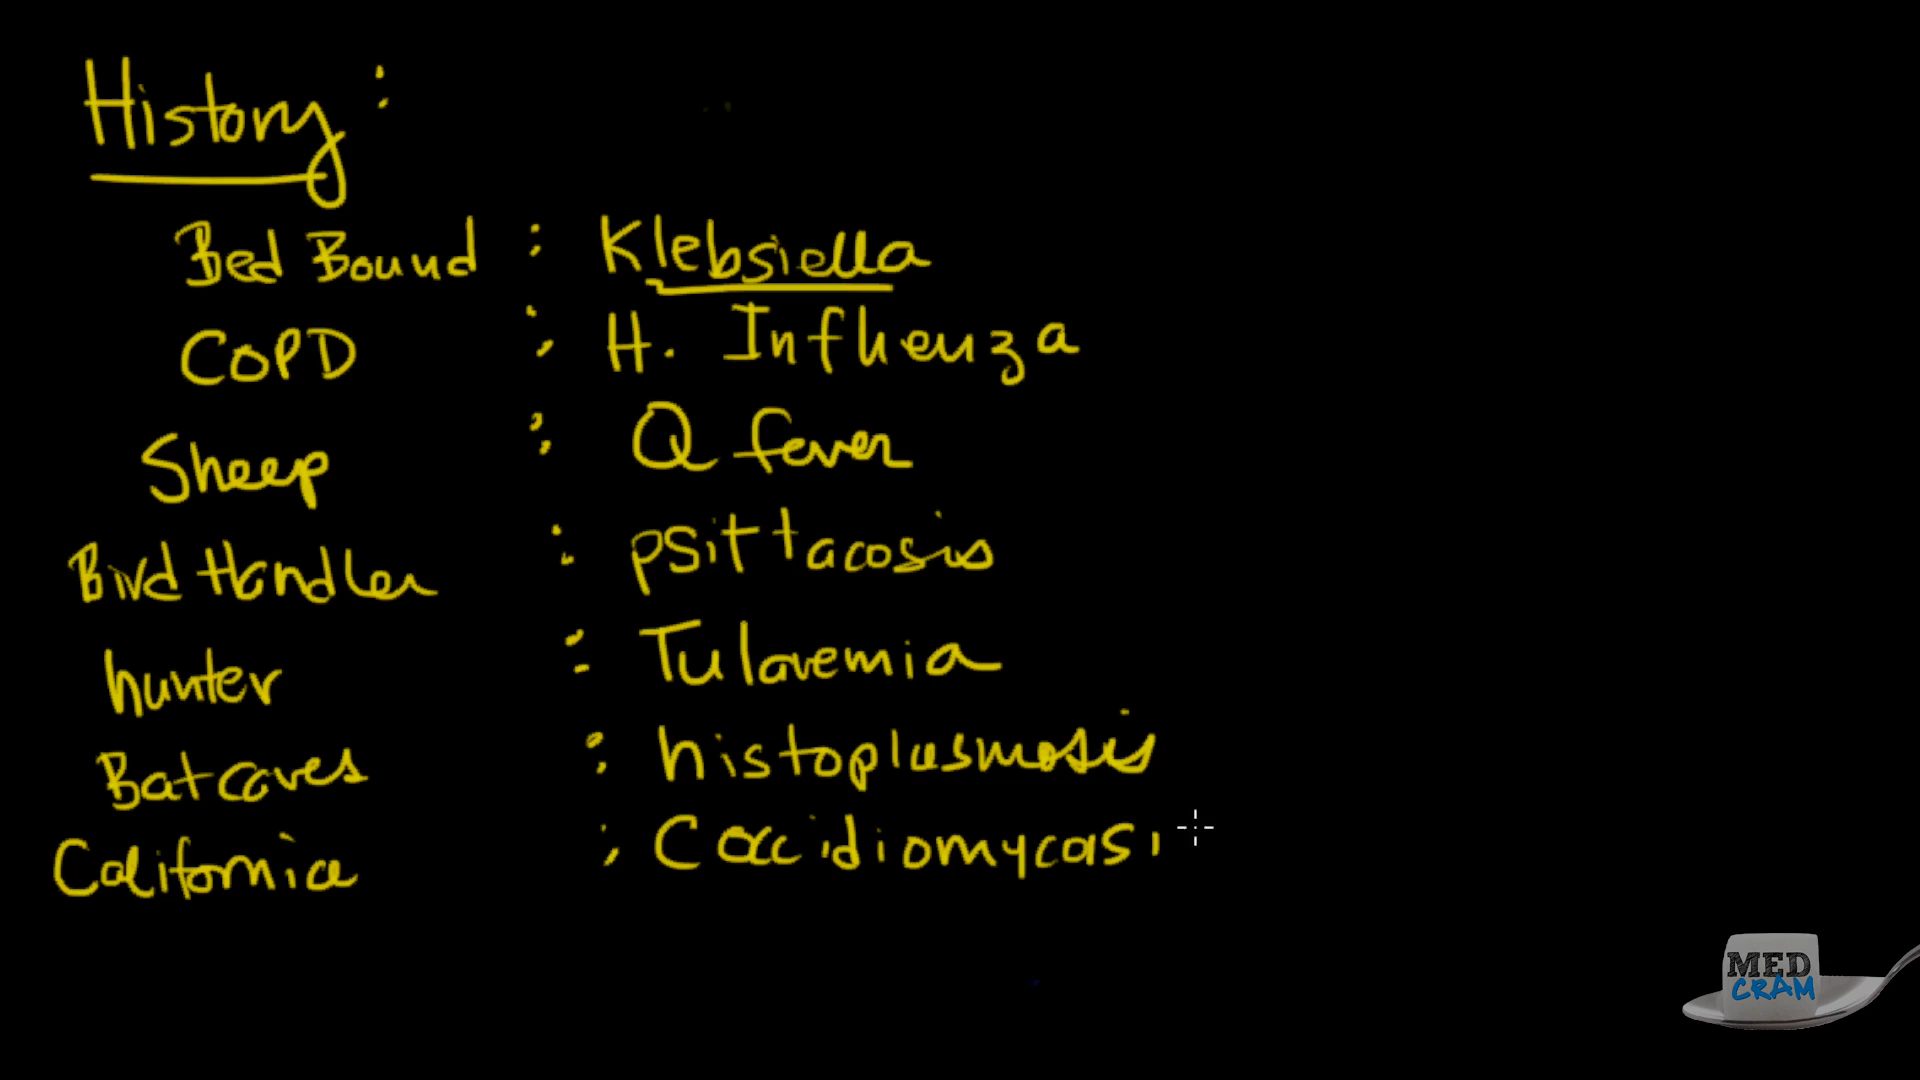 History:
Bed Bound : Klebsiella
COPD : H. Influenza
Sheep : Q fever
Bird Handler : psittacosis
hunter : Tularemia
Bat caves : histoplasmosis
California : Coccidiomycosi
MED
CRAM